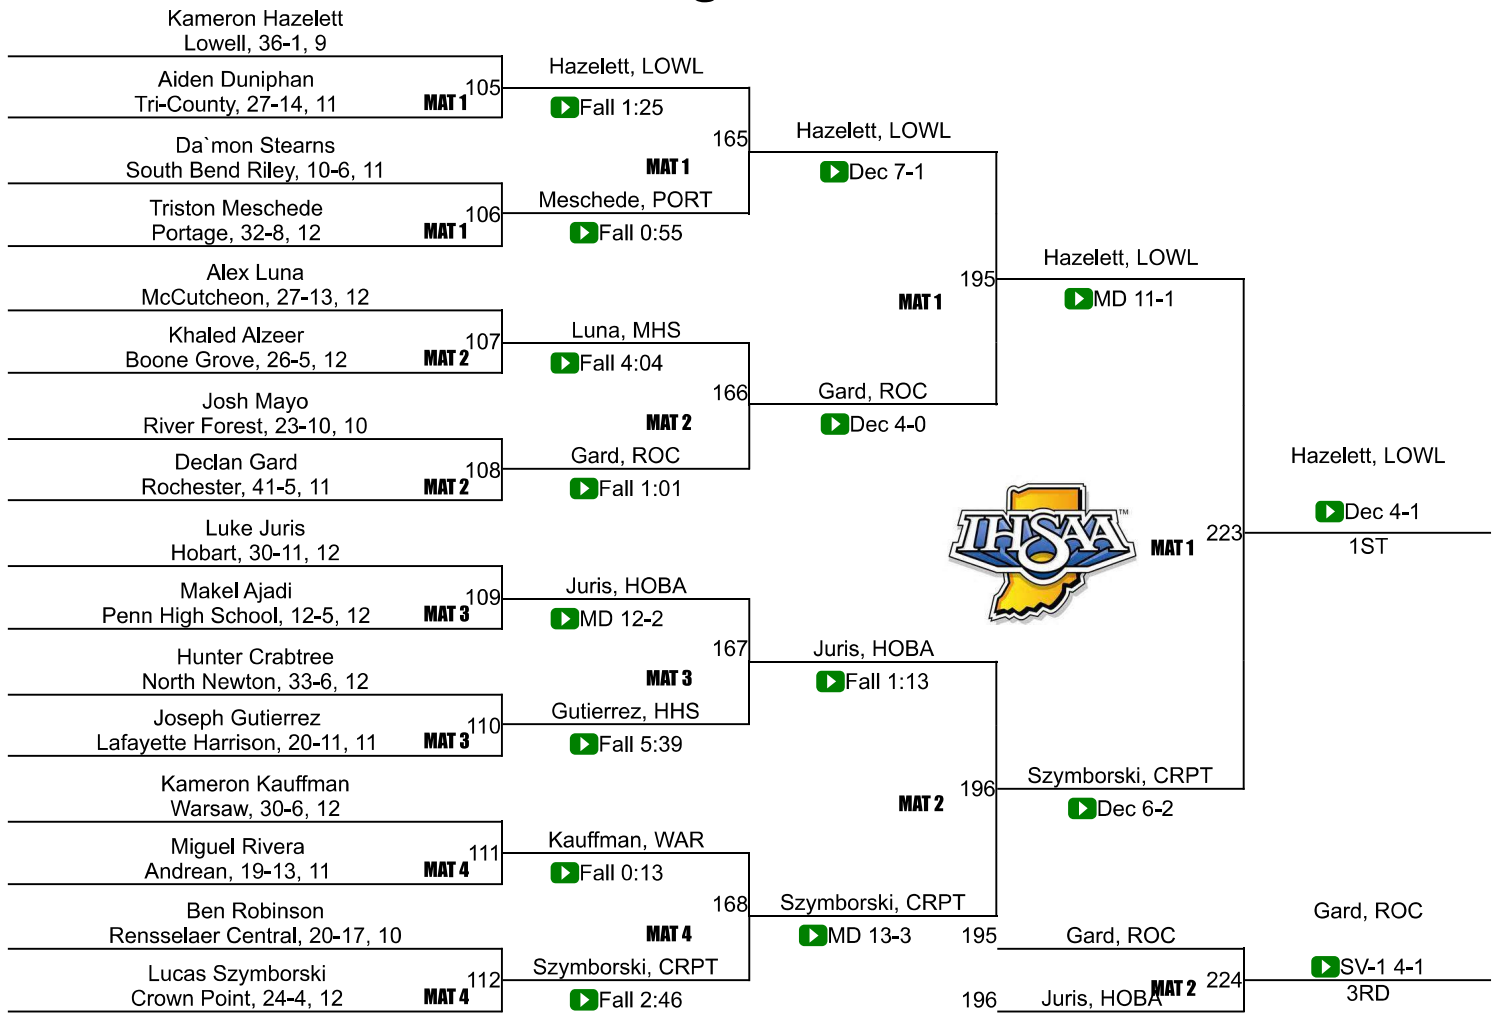 Kameron Hazelett
Lowell, 36-1, 9
Aiden Duniphan
Tri-County, 27-14, 11
MAT 1
105
Hazelett, LOWL
Fall 1:25
Da`mon Stearns
South Bend Riley, 10-6, 11
Triston Meschede
Portage, 32-8, 12
MAT 1
106
Meschede, PORT
Fall 0:55
165
MAT 1
Hazelett, LOWL
Dec 7-1
Alex Luna
McCutcheon, 27-13, 12
Khaled Alzeer
Boone Grove, 26-5, 12
MAT 2
107
Luna, MHS
Fall 4:04
Josh Mayo
River Forest, 23-10, 10
Declan Gard
Rochester, 41-5, 11
MAT 2
108
Gard, ROC
Fall 1:01
166
MAT 2
Gard, ROC
Dec 4-0
195
MAT 1
Hazelett, LOWL
MD 11-1
Luke Juris
Hobart, 30-11, 12
Makel Ajadi
Penn High School, 12-5, 12
MAT 3
109
Juris, HOBA
MD 12-2
Hunter Crabtree
North Newton, 33-6, 12
Joseph Gutierrez
Lafayette Harrison, 20-11, 11
MAT 3
110
Gutierrez, HHS
Fall 5:39
167
MAT 3
Juris, HOBA
Fall 1:13
Kameron Kauffman
Warsaw, 30-6, 12
Miguel Rivera
Andrean, 19-13, 11
MAT 4
111
Kauffman, WAR
Fall 0:13
Ben Robinson
Rensselaer Central, 20-17, 10
Lucas Szymborski
Crown Point, 24-4, 12
MAT 4
112
Szymborski, CRPT
Fall 2:46
168
MAT 4
Szymborski, CRPT
MD 13-3
196
MAT 2
Szymborski, CRPT
Dec 6-2
IHSAA™
MAT 1
223
Hazelett, LOWL
Dec 4-1
1ST
195
Gard, ROC
196
Juris, HOBA
MAT 2
224
Gard, ROC
SV-1 4-1
3RD